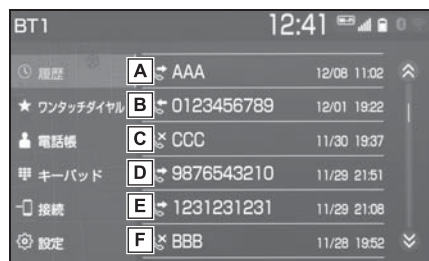 BT1 12:41 0
履歴 A AAA 12/08 11:02
ワンタッチダイヤル B 0123456789 12/01 19:22
電話帳 C CCC 11/30 19:37
キーパッド D 9876543210 11/29 21:51
接続 E 1231231231 11/29 21:08
設定 F BBB 11/28 19:52